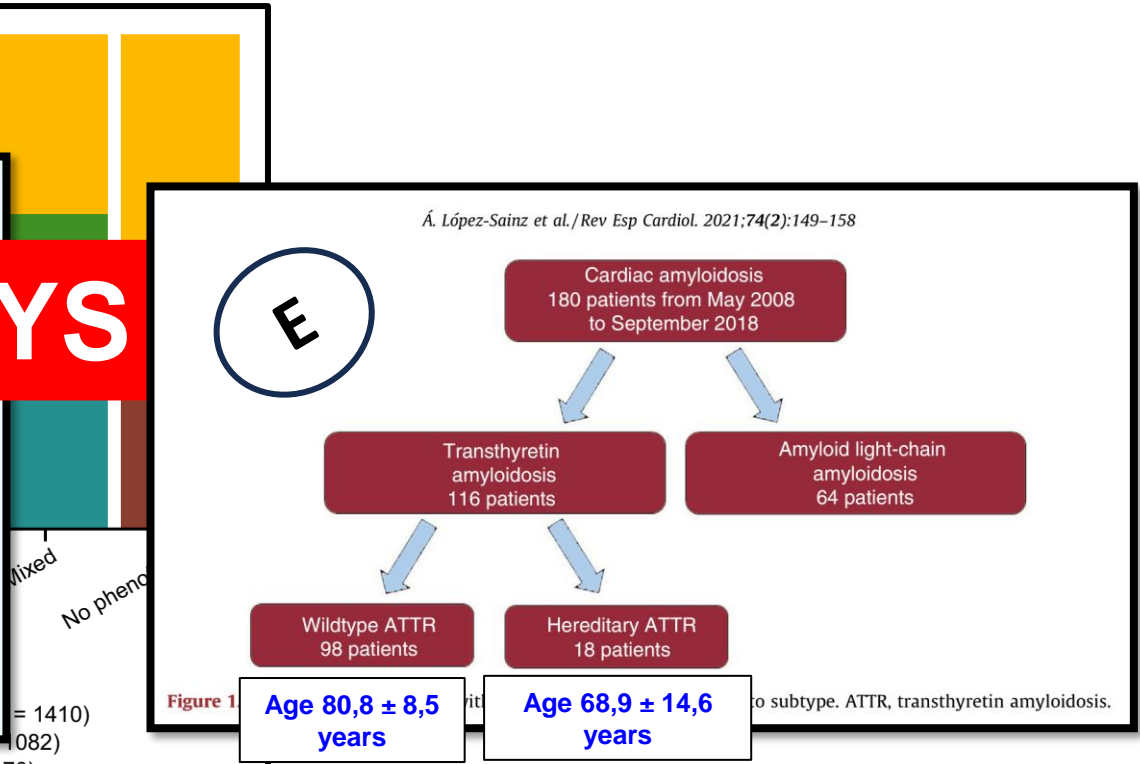 Á. López-Sainz et al. / Rev Esp Cardiol. 2021;74(2):149–158
E
Cardiac amyloidosis
180 patients from May 2008
to September 2018
YS
Transthyretin
amyloidosis
116 patients
Amyloid light-chain
amyloidosis
64 patients
Mixed
No pheno
Wildtype ATTR
98 patients
Hereditary ATTR
18 patients
Figure 1.
to subtype. ATTR, transthyretin amyloidosis.
Age 80,8 ± 8,5
years
Age 68,9 ± 14,6
years
= 1410)
1082)